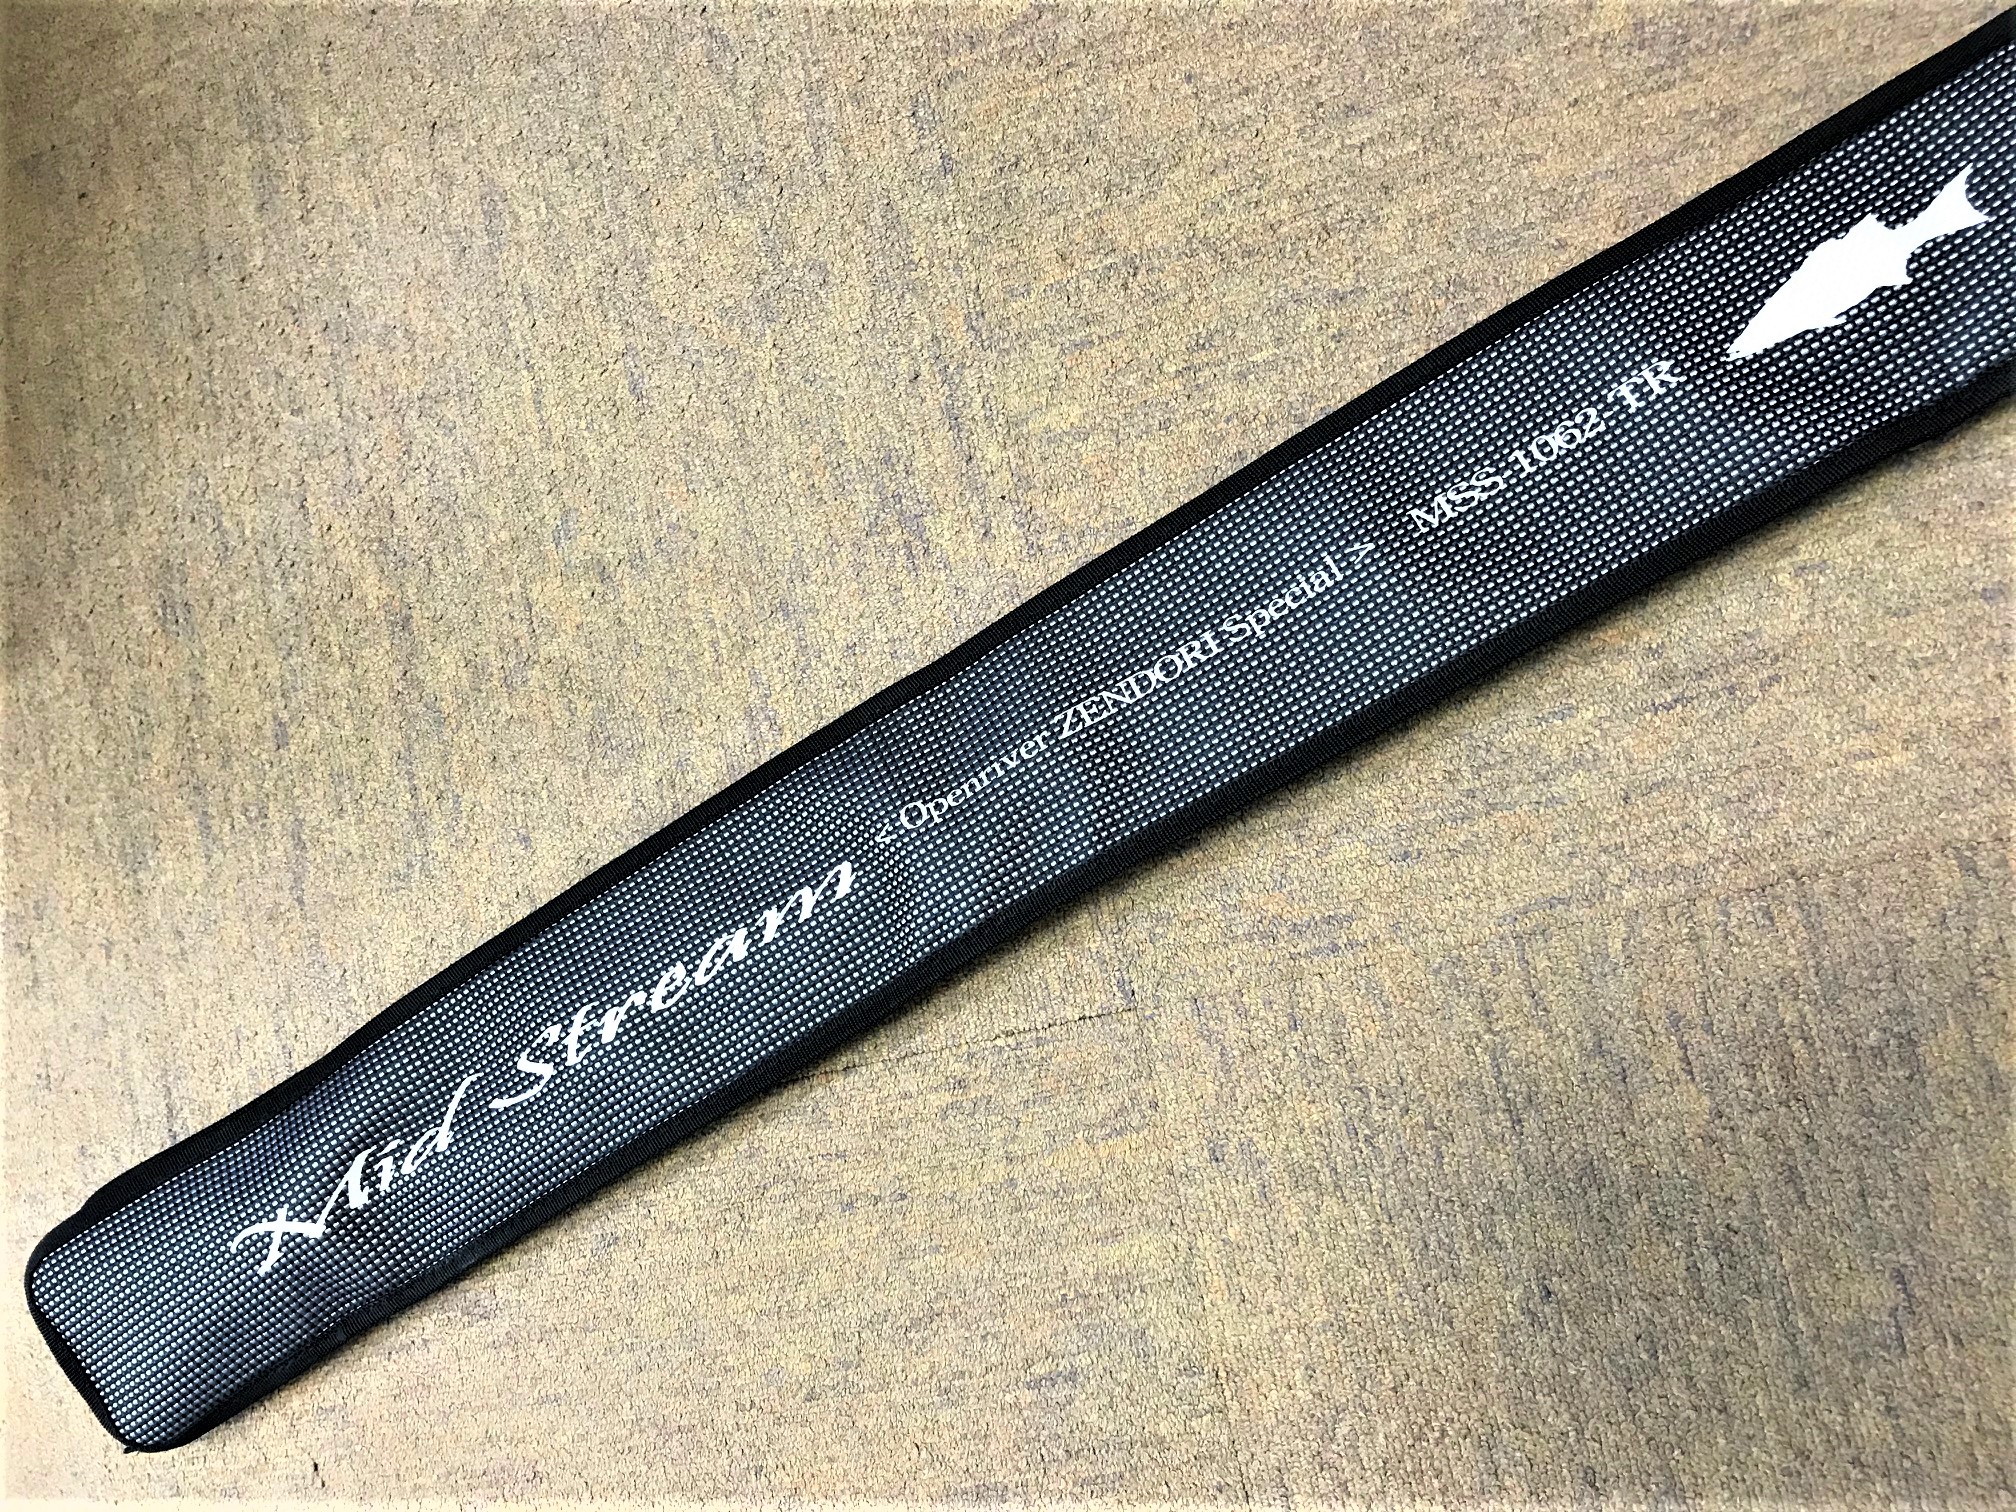 Mid Stream < Openriver ZENDORI Special > MSS-1062-TR